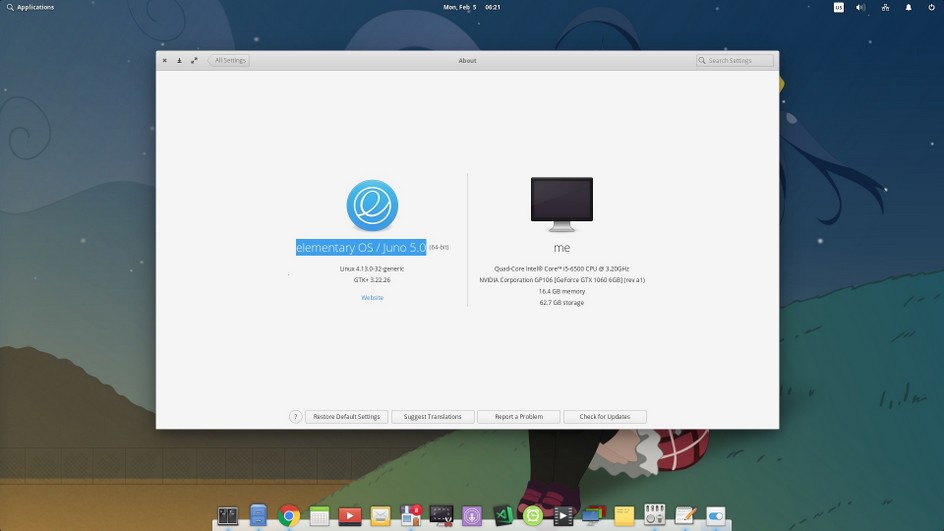 Applications
Mon, Feb 5 06:21
us
All Settings
About
Search Settings
elementary OS / Juno 5.0 (64-bit)
Linux 4.13.0-32-generic
GTK+ 3.22.26
Website
me
Quad-Core Intel® Core™ i5-6500 CPU @ 3.20GHz
NVIDIA Corporation GP106 [GeForce GTX 1060 6GB] (rev a1)
16.4 GB memory
62.7 GB storage
?
Restore Default Settings
Suggest Translations
Report a Problem
Check for Updates